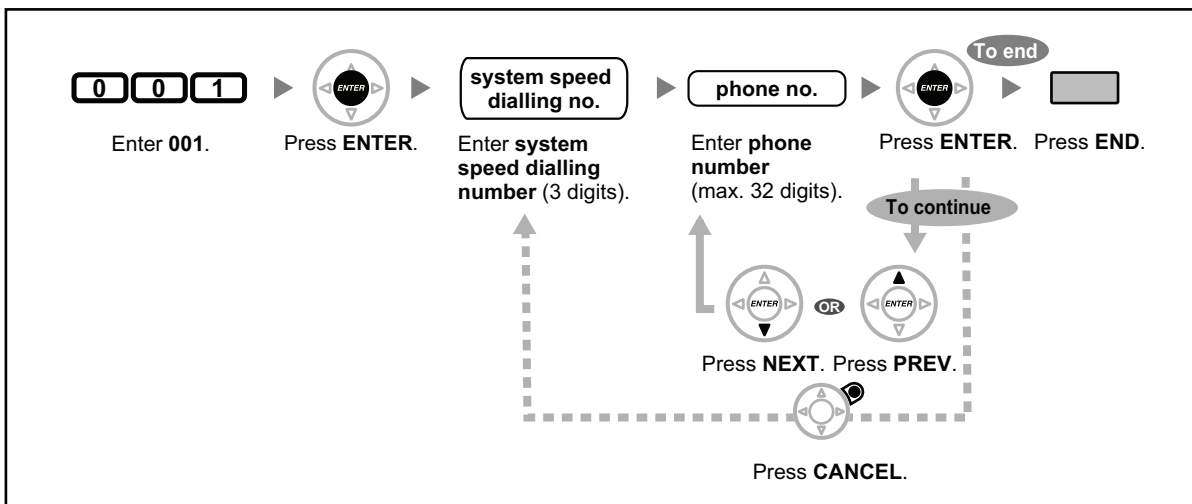 To end
0 0 1
ENTER
system speed
dialling no.
phone no.
ENTER
Enter 001.
Press ENTER.
Enter system
speed dialling
number (3 digits).
Enter phone
number
(max. 32 digits).
Press ENTER.
Press END.
To continue
ENTER
OR
ENTER
Press NEXT.
Press PREV.
Press CANCEL.